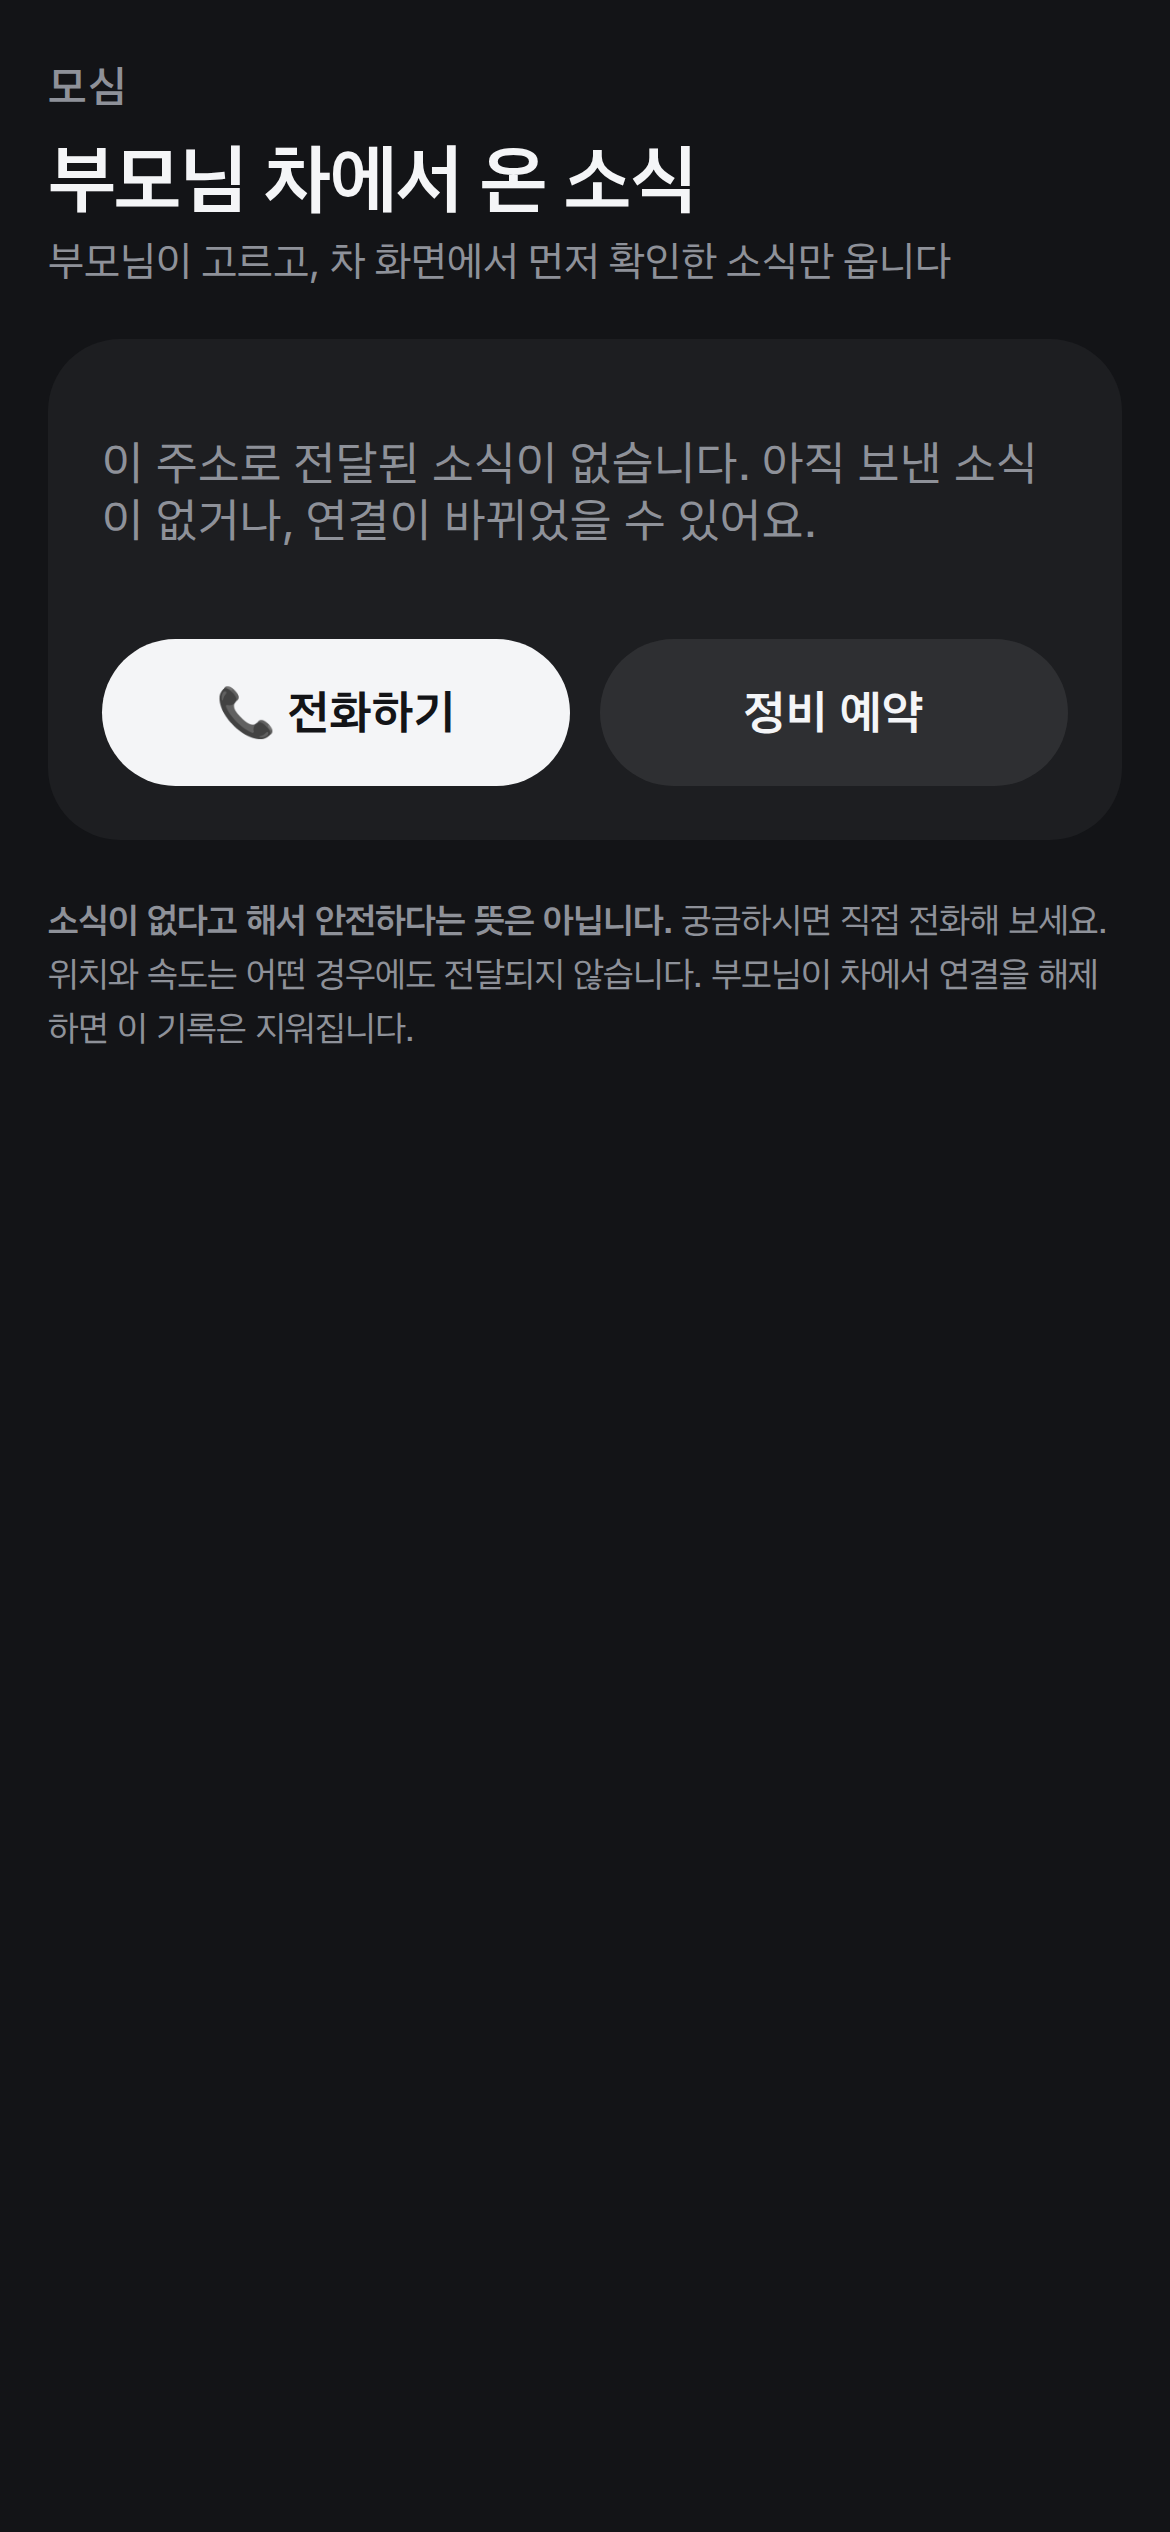 모심
부모님 차에서 온 소식
부모님이 고르고, 차 화면에서 먼저 확인한 소식만 옵니다
이 주소로 전달된 소식이 없습니다. 아직 보낸 소식
이 없거나, 연결이 바뀌었을 수 있어요.
📞 전화하기
정비 예약
소식이 없다고 해서 안전하다는 뜻은 아닙니다. 궁금하시면 직접 전화해 보세요.
위치와 속도는 어떤 경우에도 전달되지 않습니다. 부모님이 차에서 연결을 해제
하면 이 기록은 지워집니다.